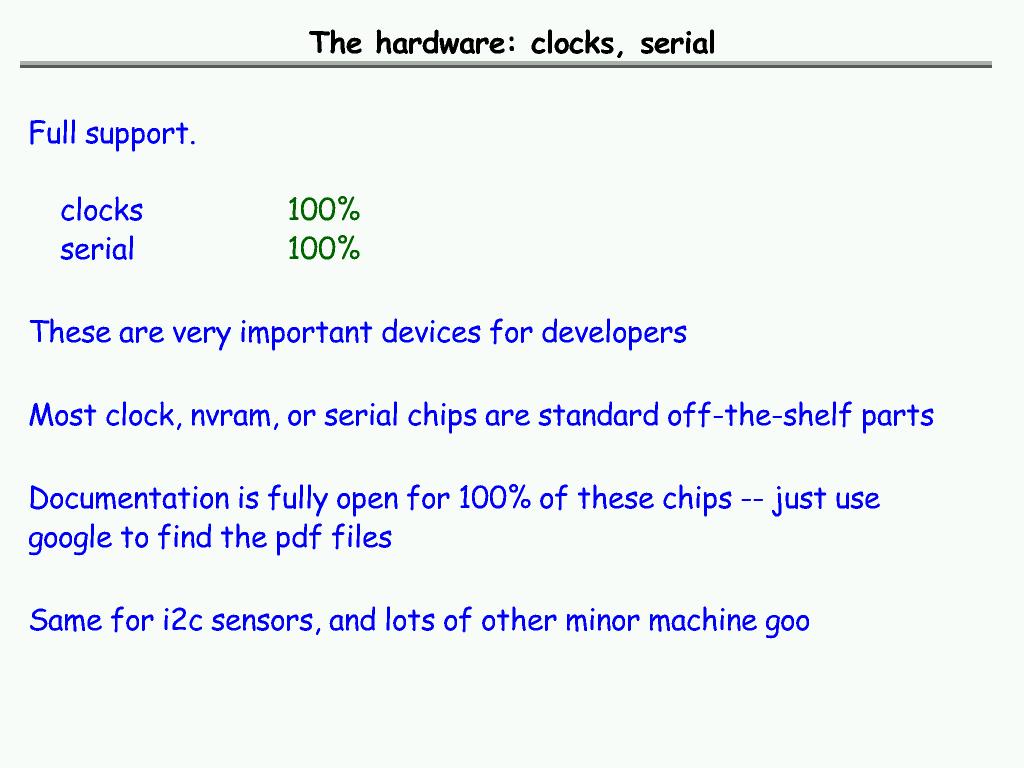 The hardware: clocks, serial
Full support.
clocks 100%
serial 100%
These are very important devices for developers
Most clock, nvram, or serial chips are standard off-the-shelf parts
Documentation is fully open for 100% of these chips -- just use
google to find the pdf files
Same for i2c sensors, and lots of other minor machine goo